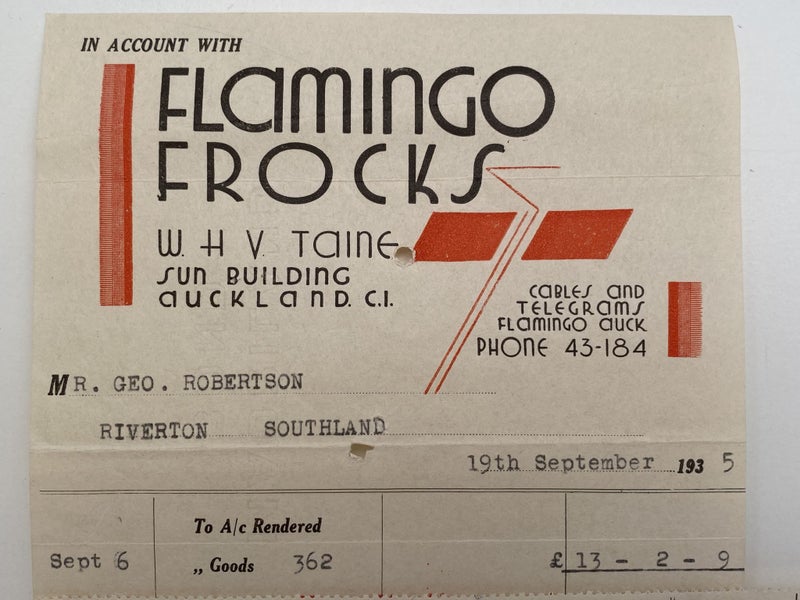 IN ACCOUNT WITH
FLAMINGO
FROCKS
W. H V. TAINE
SUN BUILDING
AUCKLAND. C.1.
CABLES AND
TELEGRAMS
FLAMINGO AUCK
PHONE 43-184
MR. GEO. ROBERTSON
RIVERTON SOUTHLAND
19th September 1935
To A/c Rendered
Sept 6 „ Goods 362 £ 13 - 2 - 9